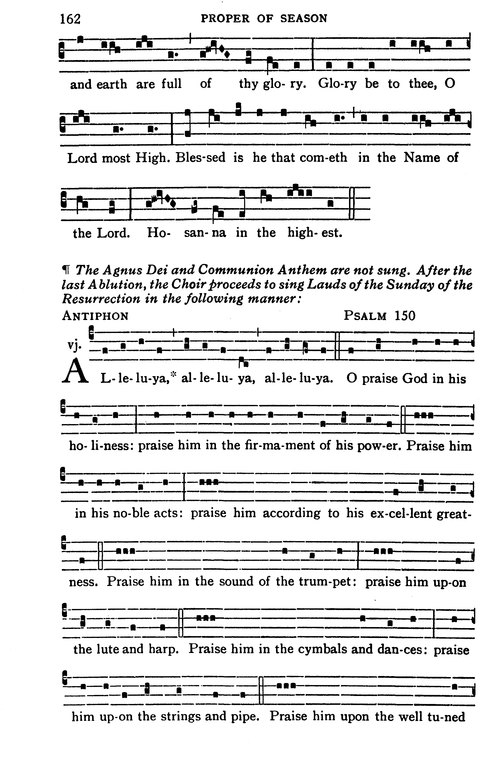 162 PROPER OF SEASON
and earth are full of thy glo- ry. Glo-ry be to thee, O
Lord most High. Bles-sed is he that com-eth in the Name of
the Lord. Ho- san-na in the high- est.
¶ The Agnus Dei and Communion Anthem are not sung. After the
last Ablution, the Choir proceeds to sing Lauds of the Sunday of the
Resurrection in the following manner:
ANTIPHON PSALM 150
vj.
A L- le- lu-ya,* al- le- lu- ya, al-le-lu-ya. O praise God in his
ho- li-ness: praise him in the fir-ma-ment of his pow-er. Praise him
in his no-ble acts: praise him according to his ex-cel-lent great-
ness. Praise him in the sound of the trum-pet: praise him up-on
the lute and harp. Praise him in the cymbals and dan-ces: praise
him up-on the strings and pipe. Praise him upon the well tu-ned